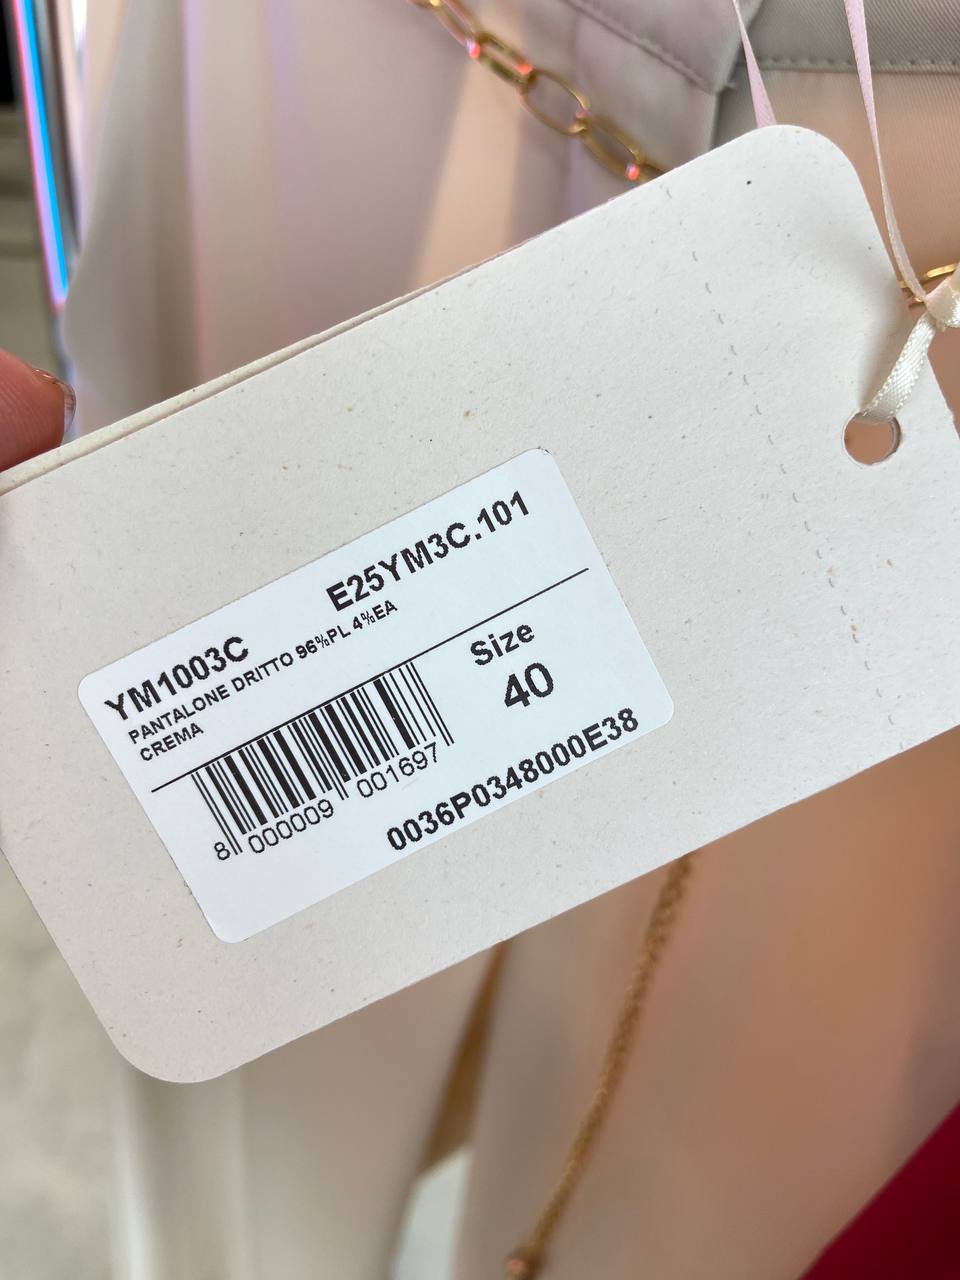 E25YM3C.101
YM1003C
PANTALONE DRITTO 96%PL 4%EA
CREMA
Size
40
8 000009 001697
0036P0348000E38